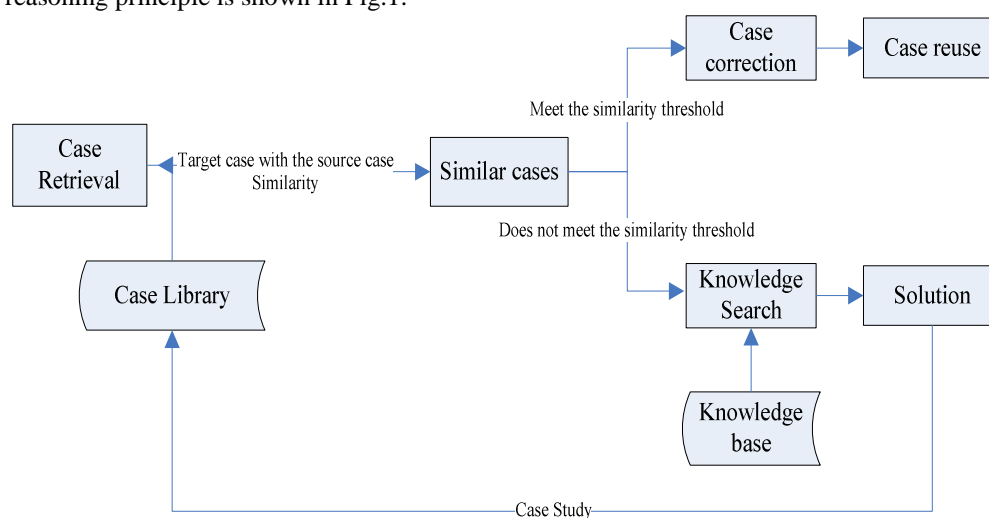 reasoning principle is shown in Fig.1.
Case
correction
Case reuse
Meet the similarity threshold
Case
Retrieval
Target case with the source case
Similarity
Similar cases
Does not meet the similarity threshold
Case Library
Knowledge
Search
Solution
Knowledge
base
Case Study